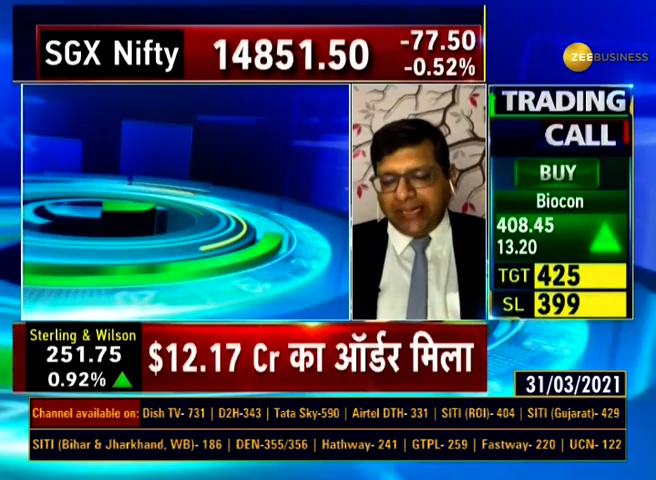 SGX Nifty 14851.50 -77.50
-0.52%
ZEEBUSINESS
TRADING
CALL
BUY
Biocon
408.45
13.20
TGT 425
SL 399
Sterling & Wilson
251.75
0.92%
$12.17 Cr का ऑर्डर मिला
31/03/2021
Channel available on: Dish TV- 731 | D2H-343 | Tata Sky-590 | Airtel DTH- 331 | SITI (ROI)- 404 | SITI (Gujarat)- 429
SITI (Bihar & Jharkhand, WB)- 186 | DEN-355/356 | Hathway- 241 | GTPL- 259 | Fastway- 220 | UCN- 122